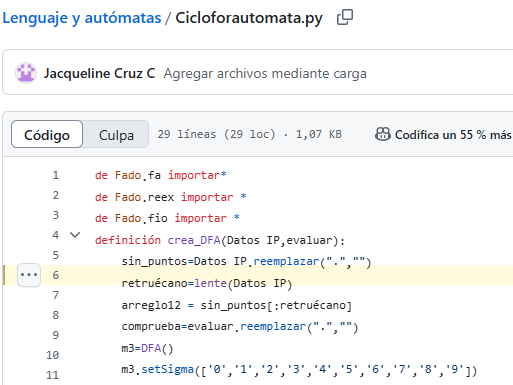 Lenguaje y autómatas / Cicloforautomata.py
Jacqueline Cruz C Agregar archivos mediante carga
Código Culpa 29 líneas (29 loc) · 1,07 KB Codifica un 55 % más
1 de Fado.fa importar*
2 de Fado.reex importar *
3 de Fado.fio importar *
4 definición crea_DFA(Datos IP,evaluar):
5 sin_puntos=Datos IP.reemplazar(".","")
6 retruécano=lente(Datos IP)
7 arreglo12 = sin_puntos[:retruécano]
8 comprueba=evaluar.reemplazar(".","")
9 m3=DFA()
10 m3.setSigma(['0','1','2','3','4','5','6','7','8','9'])
11